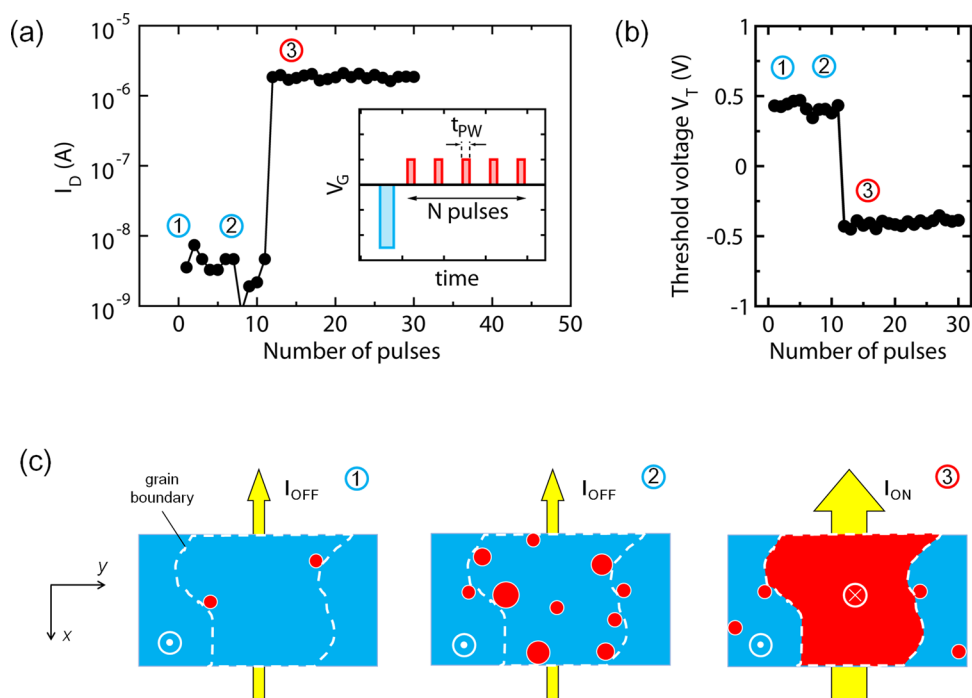 (a)
I_D (A)
10^-5
10^-6
10^-7
10^-8
10^-9
1
2
3
0 10 20 30 40 50
Number of pulses
V_G
t_PW
N pulses
time
(b)
Threshold voltage V_T (V)
1
0.5
0
-0.5
-1
1
2
3
0 10 20 30
Number of pulses
(c)
grain
boundary
I_OFF
1
I_OFF
2
I_ON
3
y
x